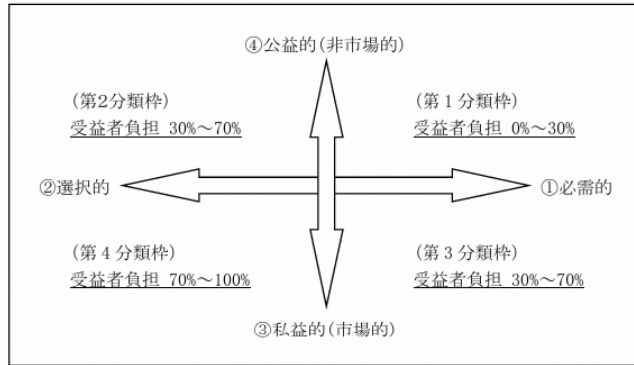 ④公益的(非市場的)
(第2分類枠)
受益者負担 30%~70%
(第1分類枠)
受益者負担 0%~30%
②選択的
①必需的
(第4分類枠)
受益者負担 70%~100%
(第3分類枠)
受益者負担 30%~70%
③私益的(市場的)